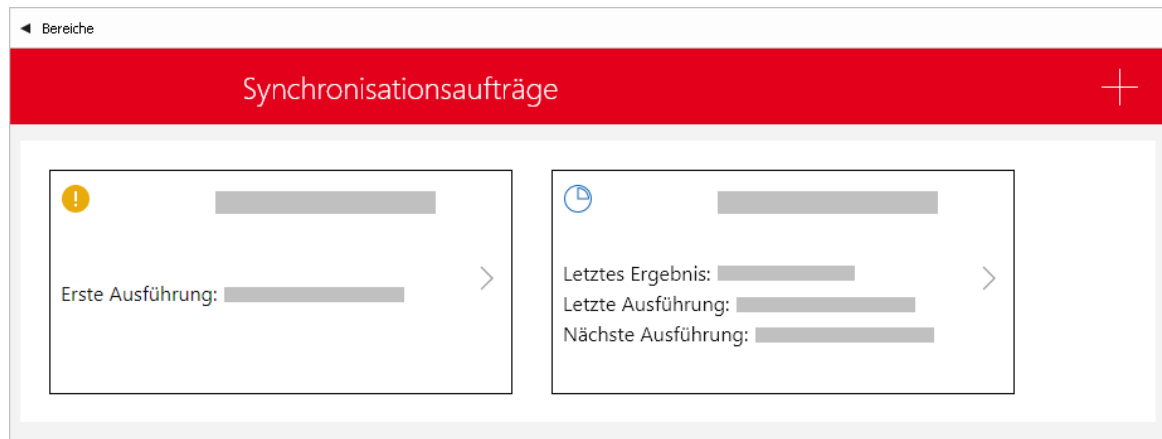 Bereiche
Synchronisationsaufträge
Erste Ausführung:
Letztes Ergebnis:
Letzte Ausführung:
Nächste Ausführung: